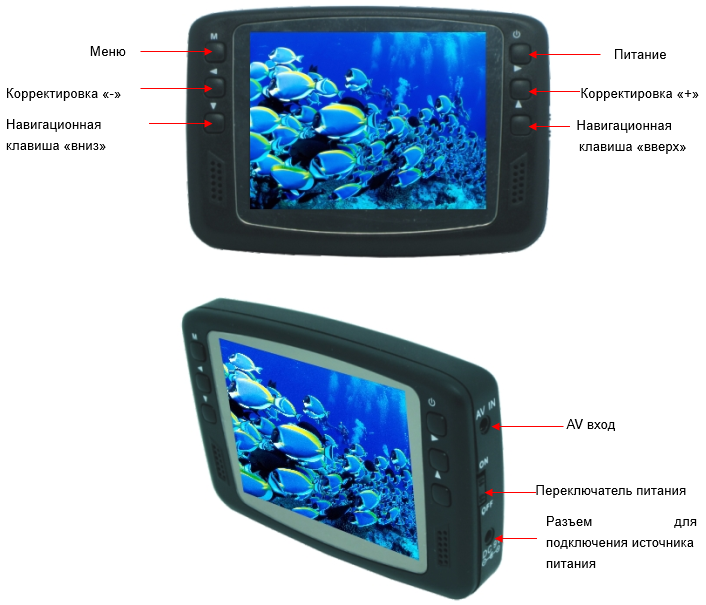 M
Меню
Питание
Корректировка «-»
Корректировка «+»
Навигационная
клавиша «вниз»
Навигационная
клавиша «вверх»
M
AV IN
AV вход
ON
Переключатель питания
OFF
Разъем для
подключения источника
питания